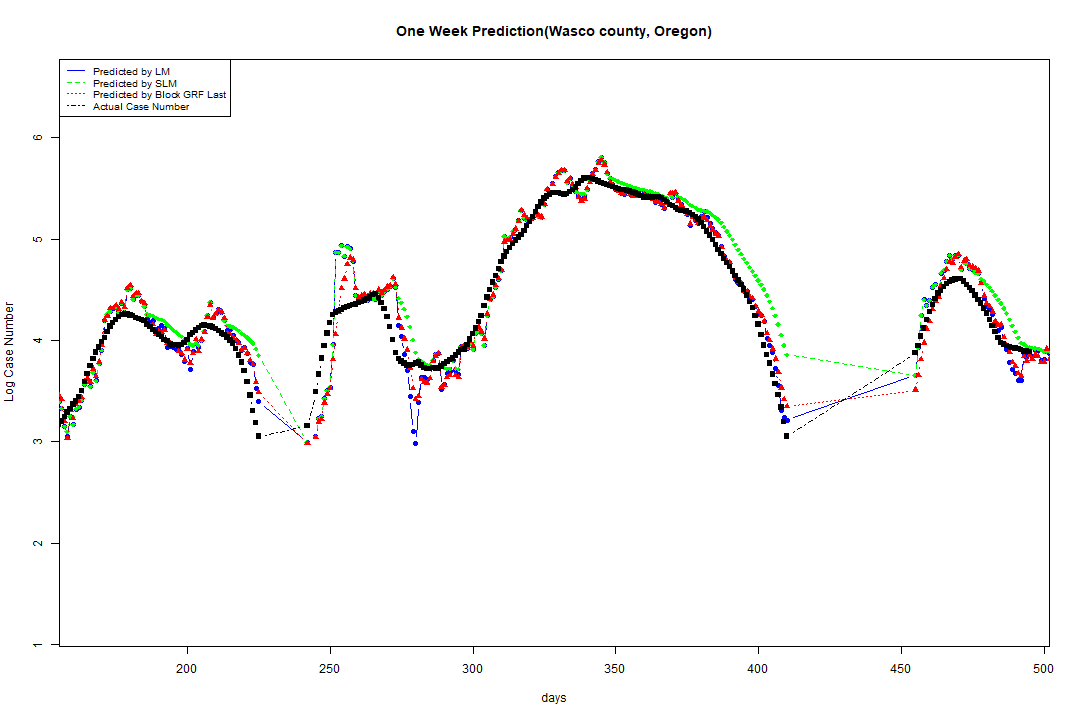 One Week Prediction(Wasco county, Oregon)
Predicted by LM
Predicted by SLM
Predicted by Block GRF Last
Actual Case Number
Log Case Number
6
5
4
3
2
1
200 250 300 350 400 450 500
days